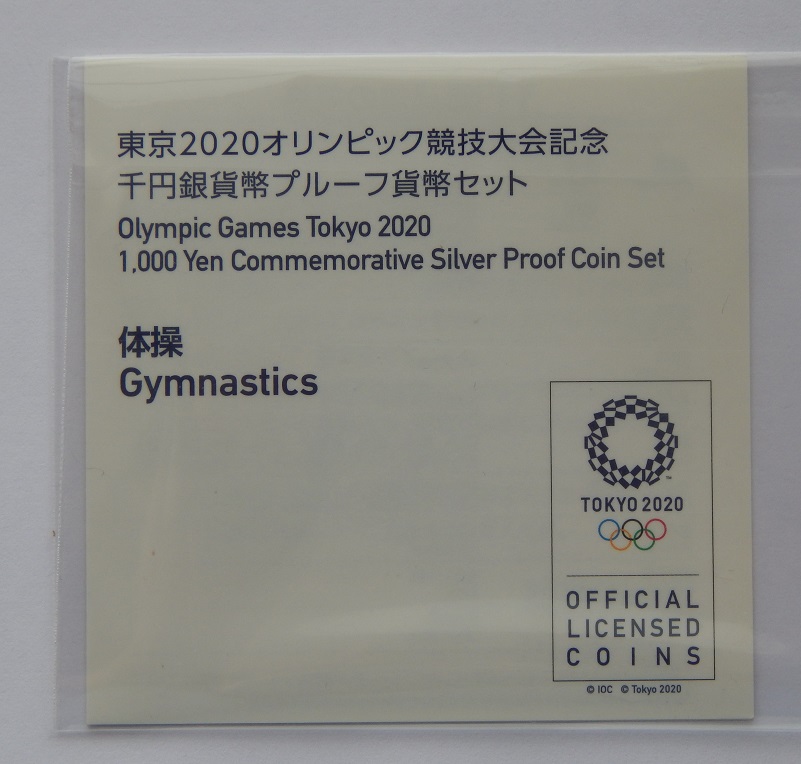 東京2020オリンピック競技大会記念
千円銀貨幣プルーフ貨幣セット
Olympic Games Tokyo 2020
1,000 Yen Commemorative Silver Proof Coin Set
体操
Gymnastics
TM
TOKYO 2020
OFFICIAL
LICENSED
COINS
© IOC © Tokyo 2020